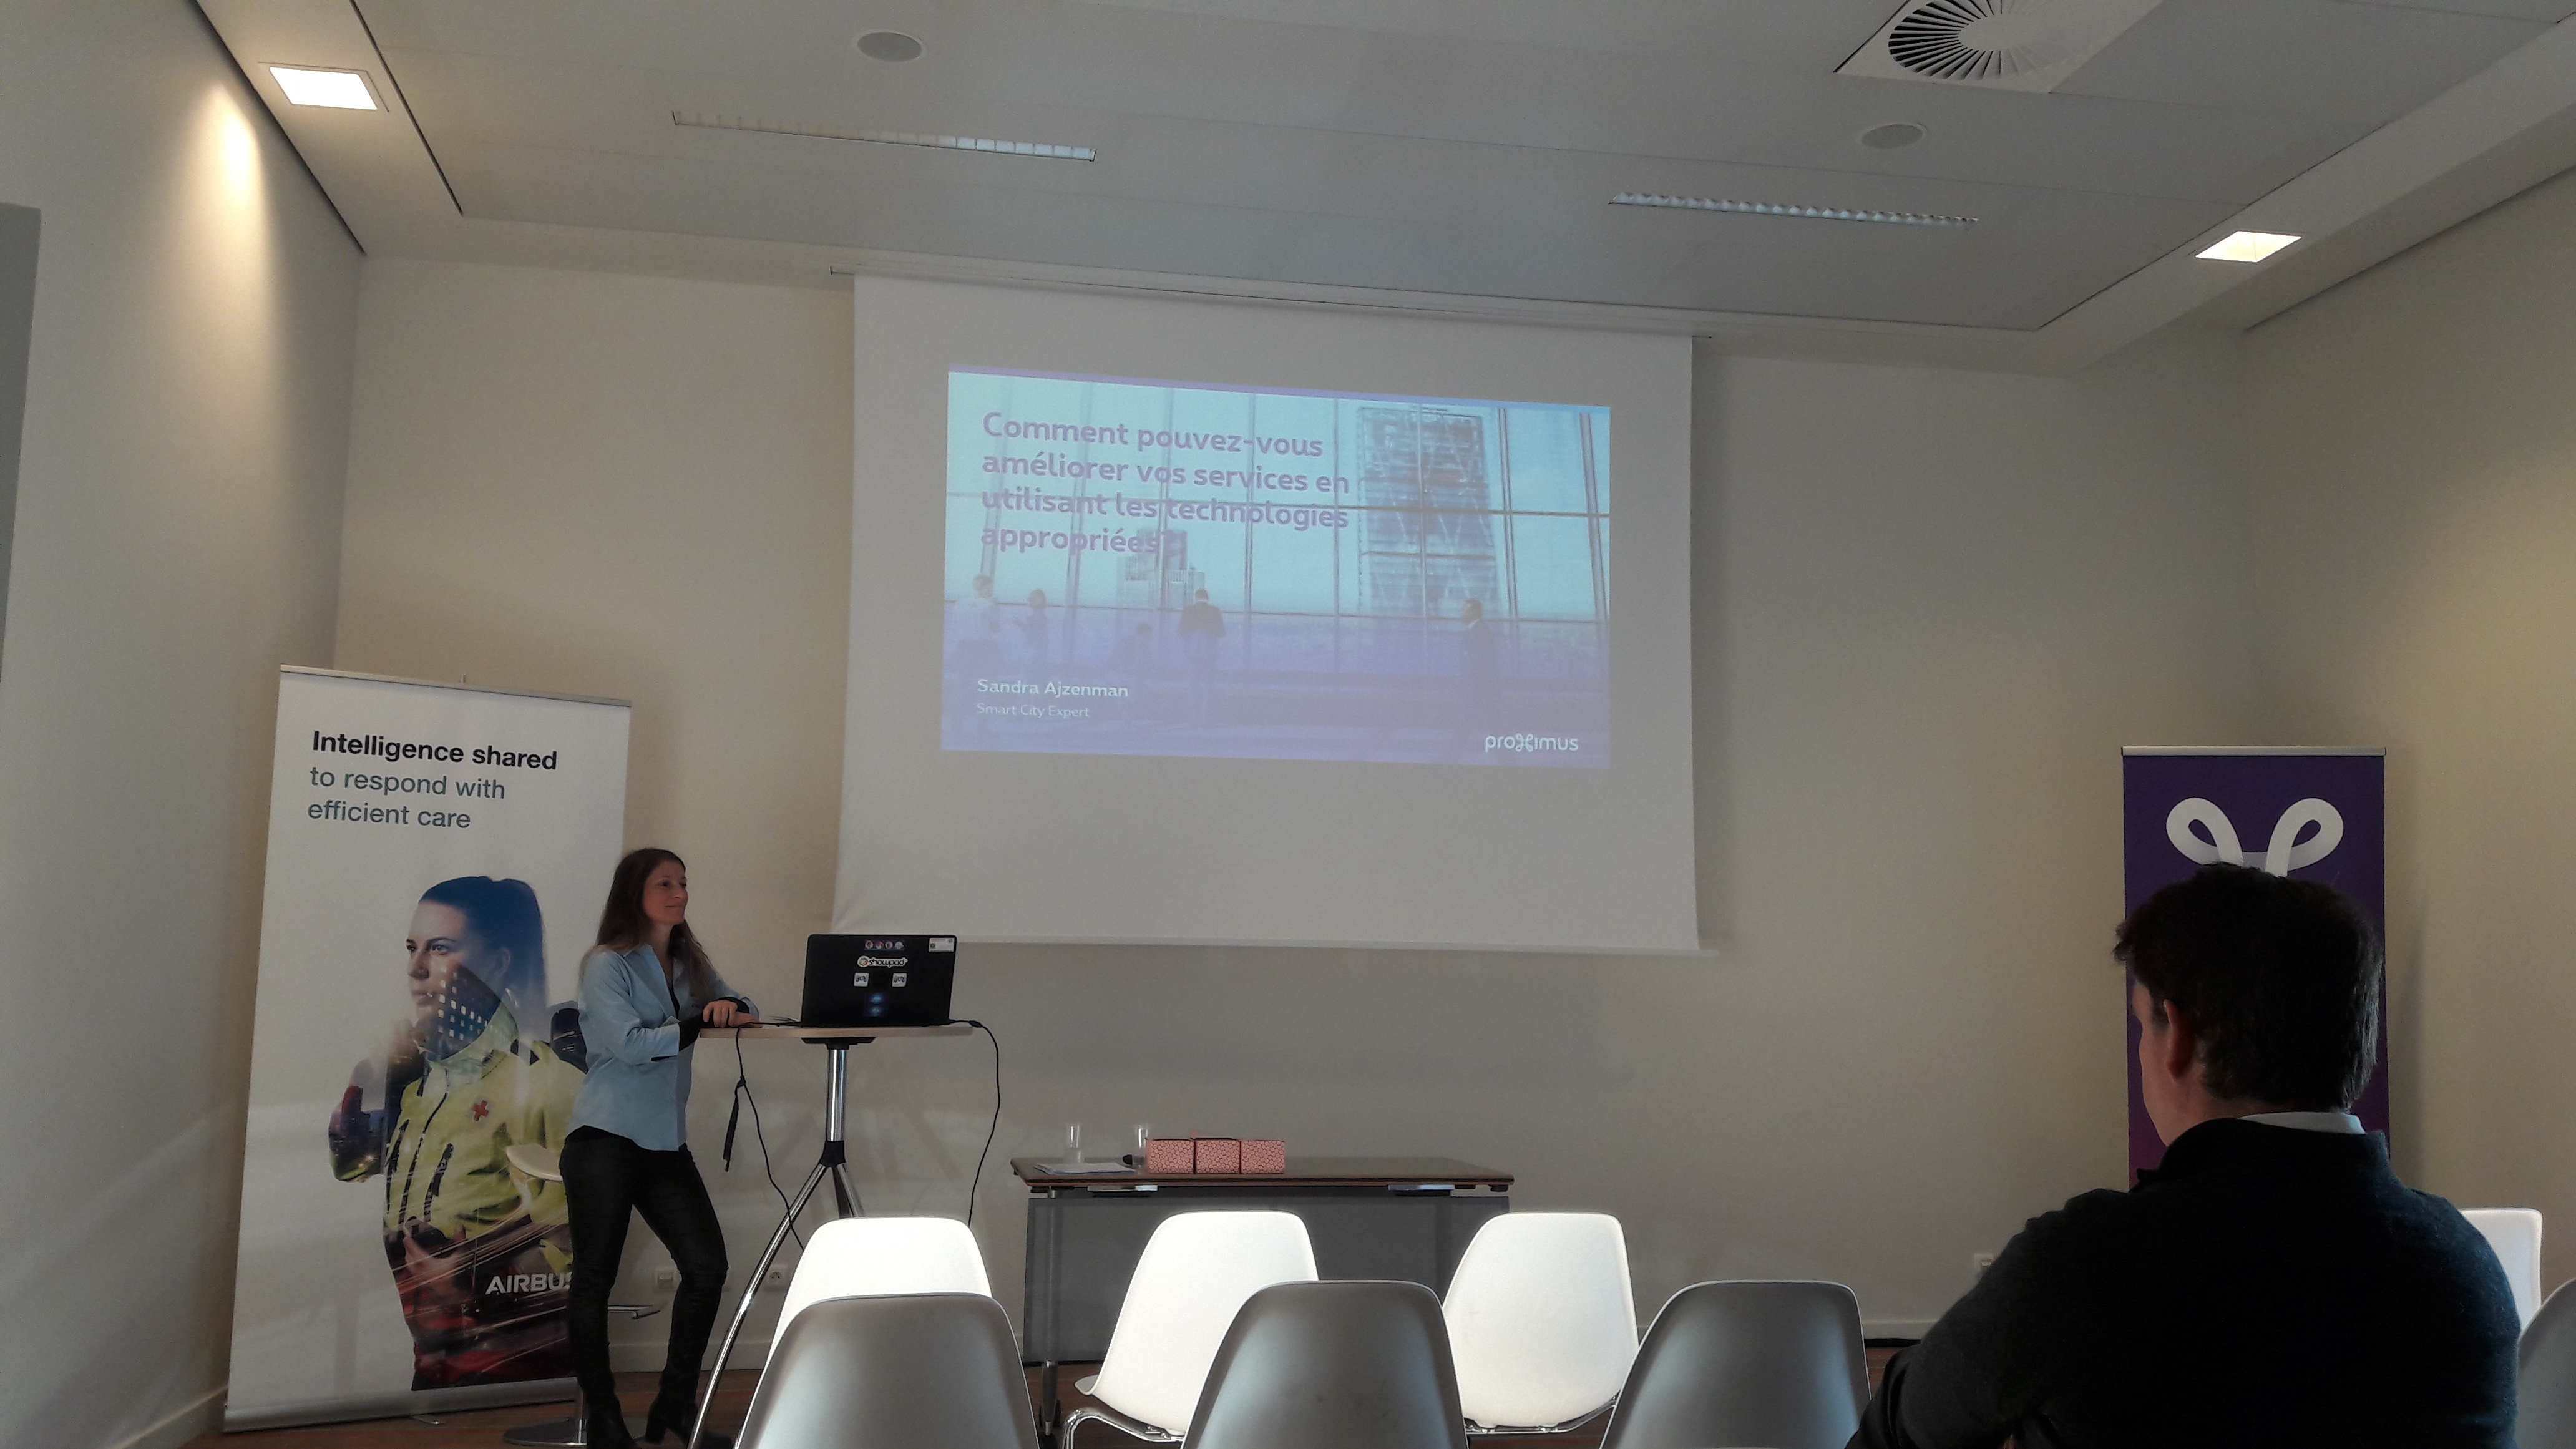 Comment pouvez-vous
améliorer vos services en
utilisant les technologies
appropriées?
Sandra Ajzenman
Smart City Expert
proximus
Intelligence shared
to respond with
efficient care
AIRBUS
showpad